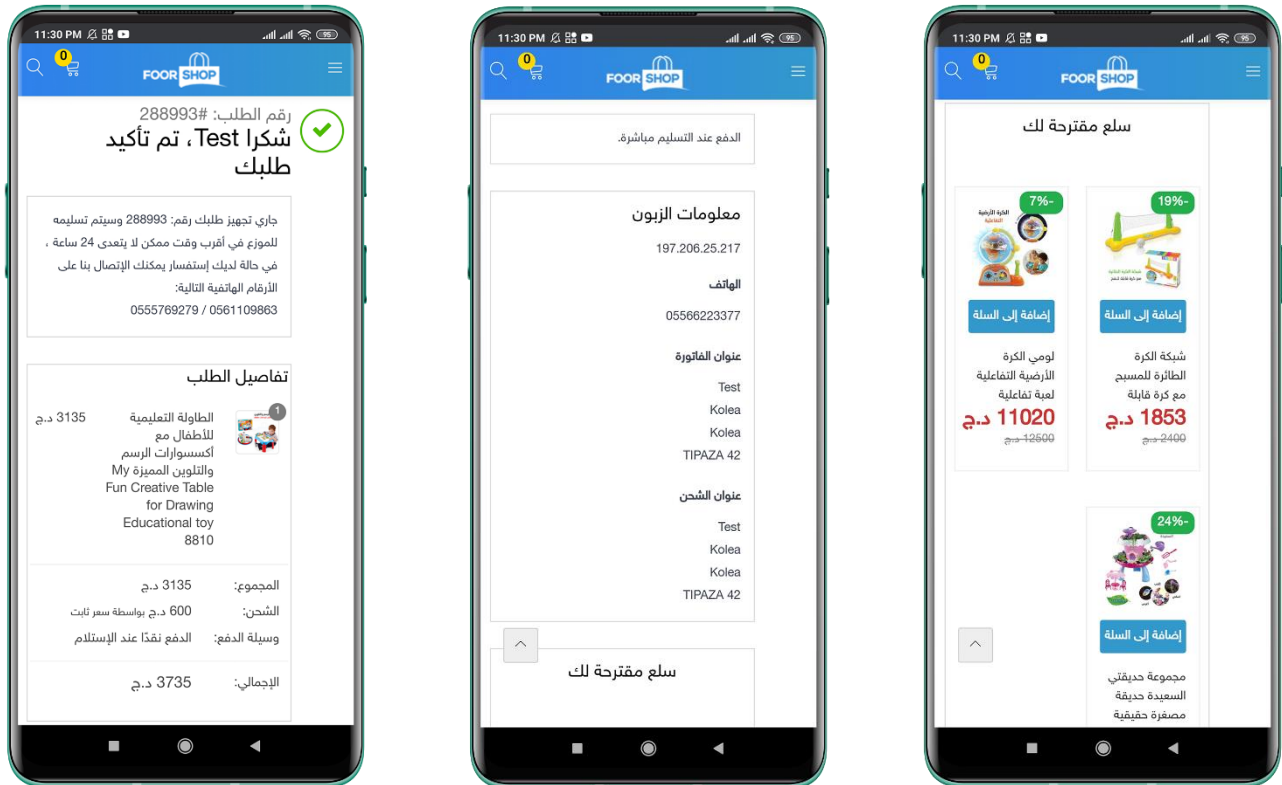 11:30 PM
95
0
FOOR SHOP
رقم الطلب: #288993
شكرا Test، تم تأكيد
طلبك
جاري تجهيز طلبك رقم: 288993 وسيتم تسليمه
للموزع في أقرب وقت ممكن لا يتعدى 24 ساعة ،
في حالة لديك إستفسار يمكنك الإتصال بنا على
الأرقام الهاتفية التالية:
0555769279 / 0561109863
تفاصيل الطلب
1
الطاولة التعليمية 3135 د.ج
للأطفال مع
أكسسوارات الرسم
والتلوين المميزة My
Fun Creative Table
for Drawing
Educational toy
8810
المجموع: 3135 د.ج
الشحن: 600 د.ج بواسطة سعر ثابت
وسيلة الدفع: الدفع نقدًا عند الإستلام
الإجمالي: 3735 د.ج
11:30 PM
95
0
FOOR SHOP
الدفع عند التسليم مباشرة.
معلومات الزبون
197.206.25.217
الهاتف
05566223377
عنوان الفاتورة
Test
Kolea
Kolea
TIPAZA 42
عنوان الشحن
Test
Kolea
Kolea
TIPAZA 42
سلع مقترحة لك
11:30 PM
95
0
FOOR SHOP
سلع مقترحة لك
19%-
إضافة إلى السلة
شبكة الكرة
الطائرة للمسبح
مع كرة قابلة
1853 د.ج
2400 د.ج
7%-
الكرة الأرضية
التفاعلية
إضافة إلى السلة
لومي الكرة
الأرضية التفاعلية
لعبة تفاعلية
11020 د.ج
12500 د.ج
24%-
إضافة إلى السلة
مجموعة حديقتي
السعيدة حديقة
مصغرة حقيقية